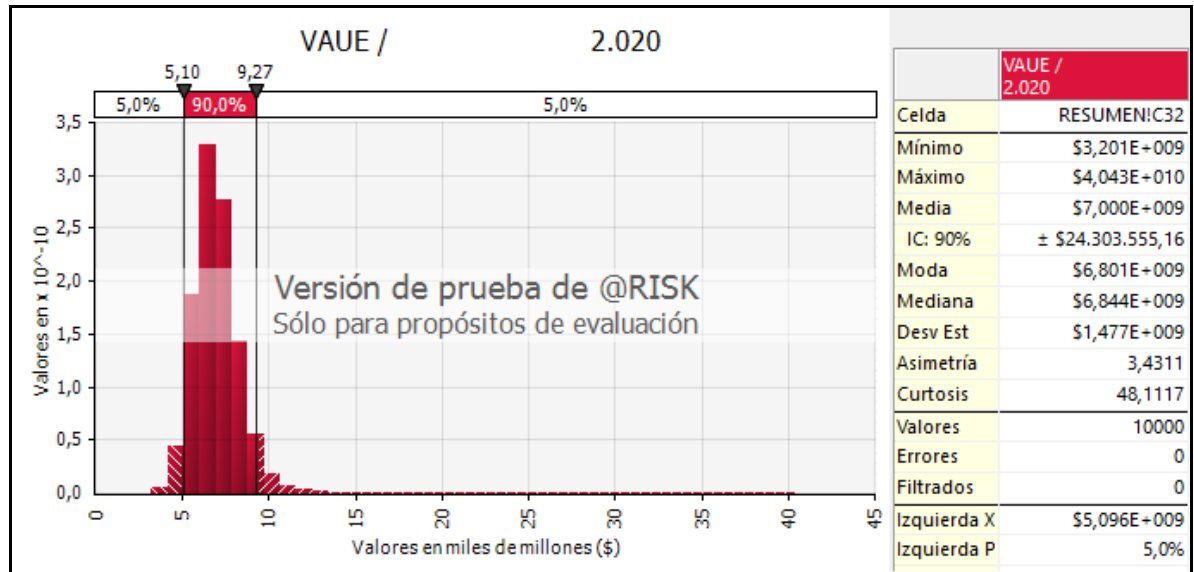 VAUE / 2.020
5,10 9,27
5,0% 90,0% 5,0%
3,5
3,0
2,5
2,0
1,5
1,0
0,5
0,0
Valores en x 10^-10
Versión de prueba de @RISK
Sólo para propósitos de evaluación
0 5 10 15 20 25 30 35 40 45
Valores en miles de millones ($)
VAUE /
2.020
Celda RESUMEN!C32
Mínimo $3,201E+009
Máximo $4,043E+010
Media $7,000E+009
IC: 90% ± $24.303.555,16
Moda $6,801E+009
Mediana $6,844E+009
Desv Est $1,477E+009
Asimetría 3,4311
Curtosis 48,1117
Valores 10000
Errores 0
Filtrados 0
Izquierda X $5,096E+009
Izquierda P 5,0%